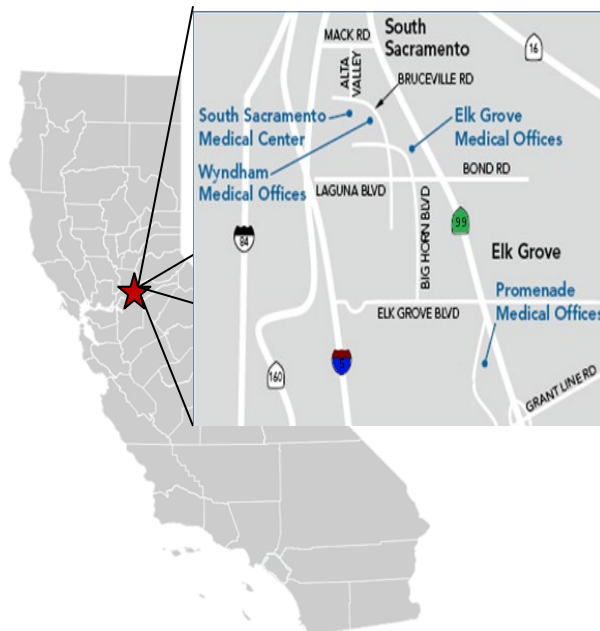 South
Sacramento
MACK RD
16
ALTA
VALLEY
BRUCEVILLE RD
South Sacramento
Medical Center
Elk Grove
Medical Offices
Wyndham
Medical Offices
BOND RD
LAGUNA BLVD
BIG HORN BLVD
99
84
Elk Grove
Promenade
Medical Offices
ELK GROVE BLVD
5
160
GRANT LINE RD